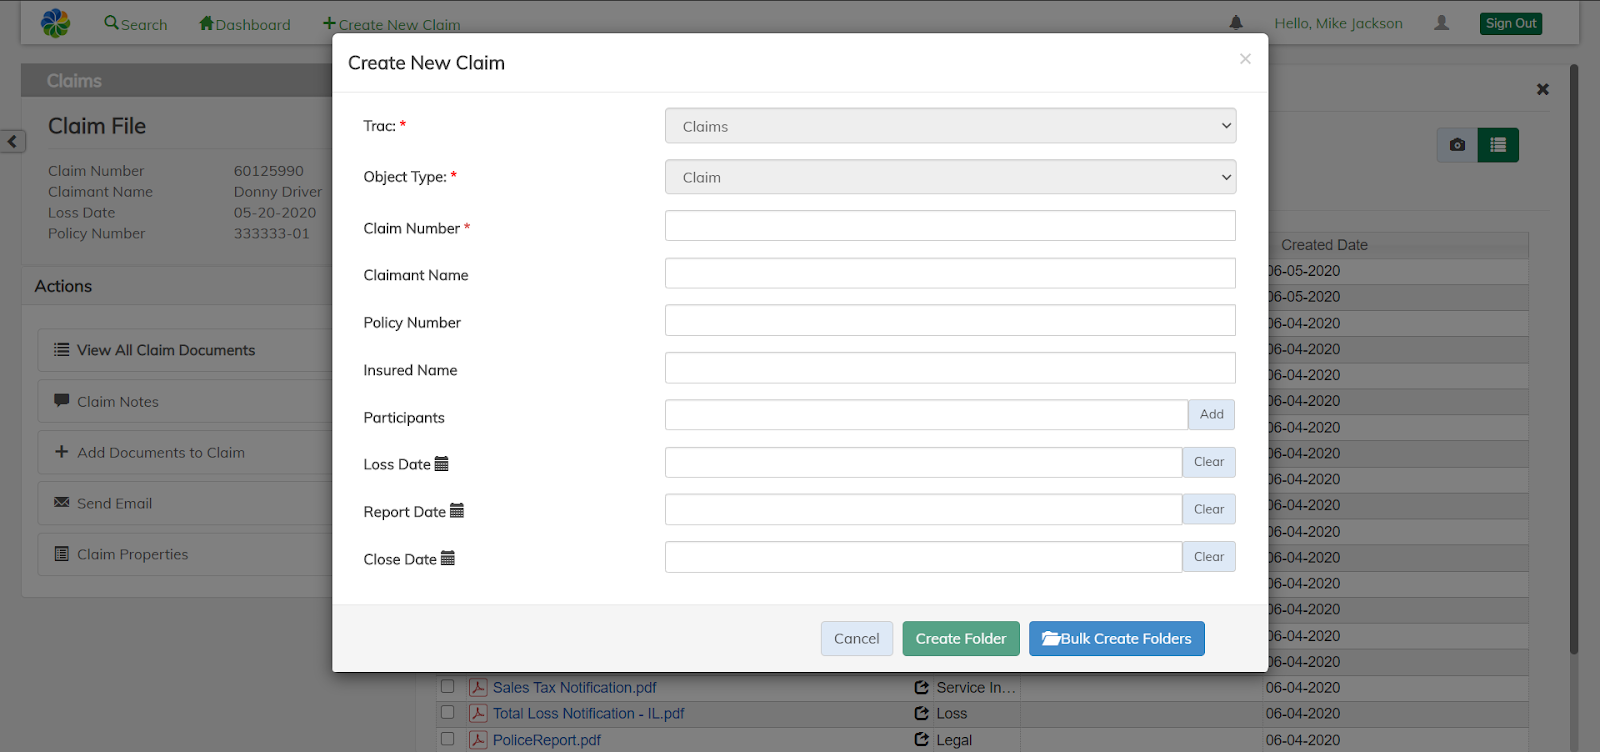 Search Dashboard Create New Claim Hello, Mike Jackson Sign Out
Create New Claim ×
Trac: * Claims
Object Type: * Claim
Claim Number *
Claimant Name
Policy Number
Insured Name
Participants Add
Loss Date Clear
Report Date Clear
Close Date Clear
Cancel Create Folder Bulk Create Folders
Claims
Claim File
Claim Number 60125990
Claimant Name Donny Driver
Loss Date 05-20-2020
Policy Number 333333-01
Actions
View All Claim Documents
Claim Notes
Add Documents to Claim
Send Email
Claim Properties
Created Date
06-05-2020
06-05-2020
06-04-2020
06-04-2020
06-04-2020
06-04-2020
06-04-2020
06-04-2020
06-04-2020
06-04-2020
06-04-2020
06-04-2020
06-04-2020
06-04-2020
06-04-2020
06-04-2020
Sales Tax Notification.pdf Service In... 06-04-2020
Total Loss Notification - IL.pdf Loss 06-04-2020
PoliceReport.pdf Legal 06-04-2020